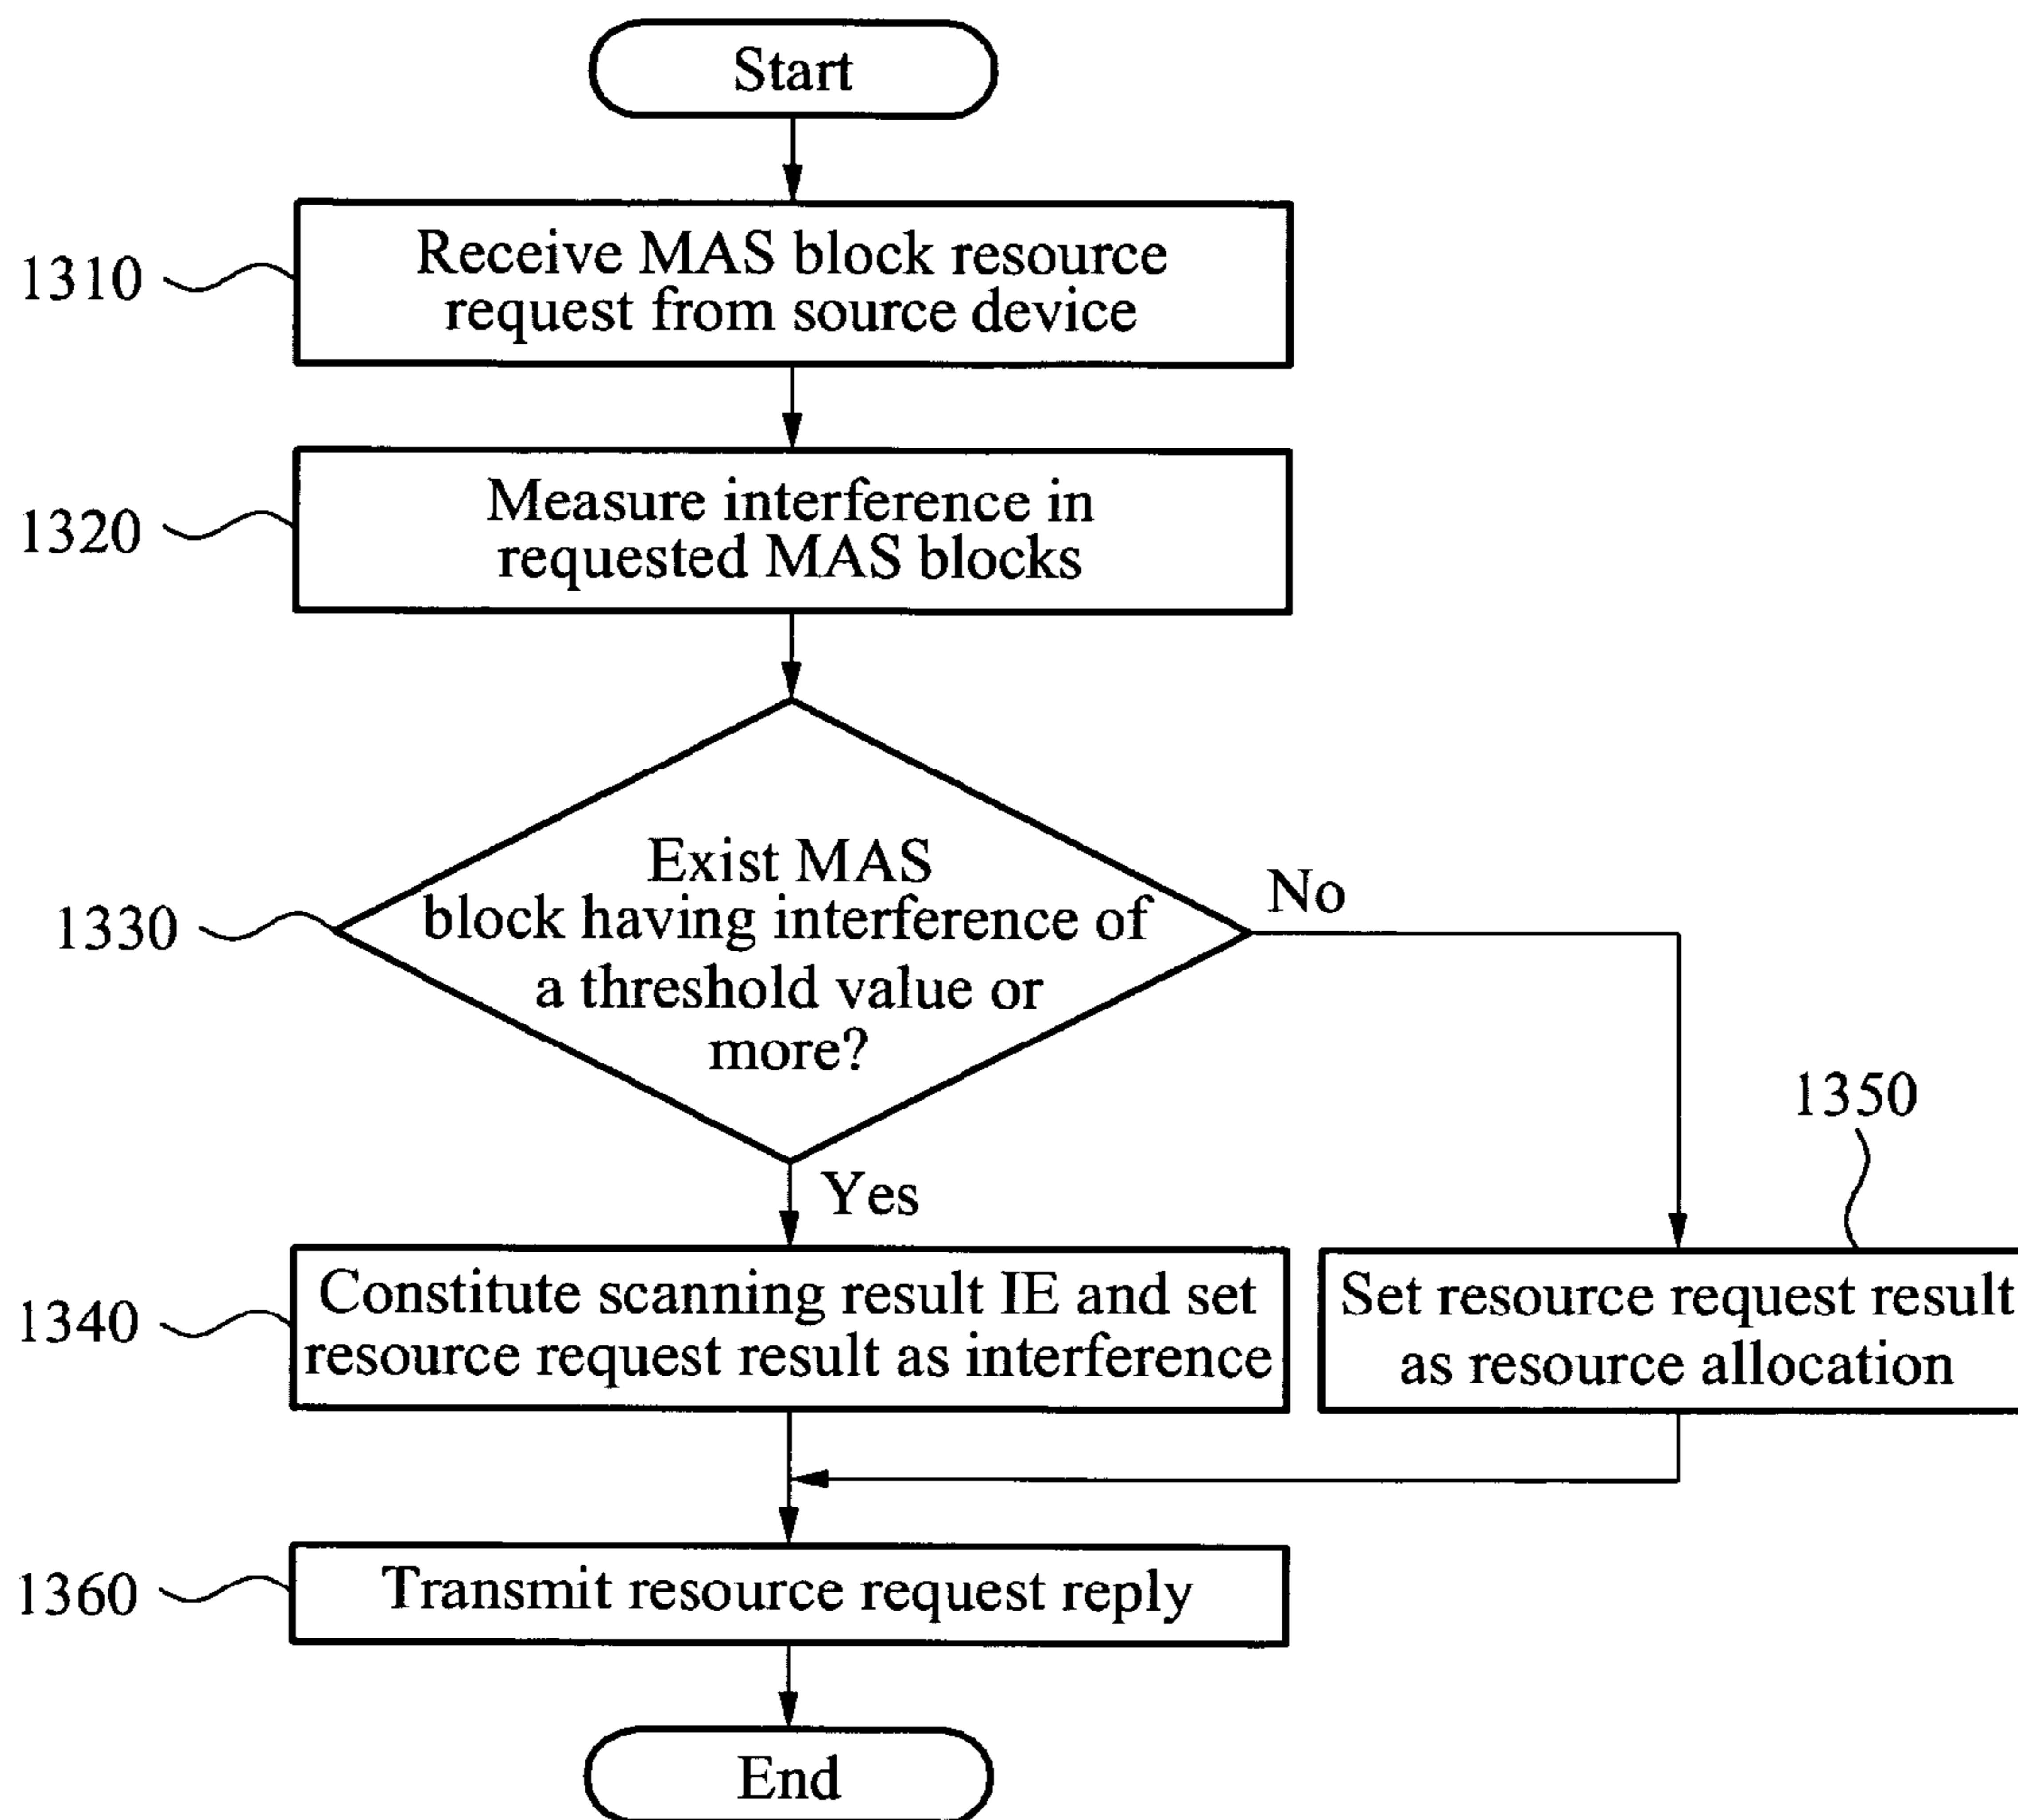 Start
1310
Receive MAS block resource
request from source device
1320
Measure interference in
requested MAS blocks
1330
Exist MAS
block having interference of
a threshold value or
more?
No
Yes
1350
1340
Constitute scanning result IE and set
resource request result as interference
Set resource request result
as resource allocation
1360
Transmit resource request reply
End